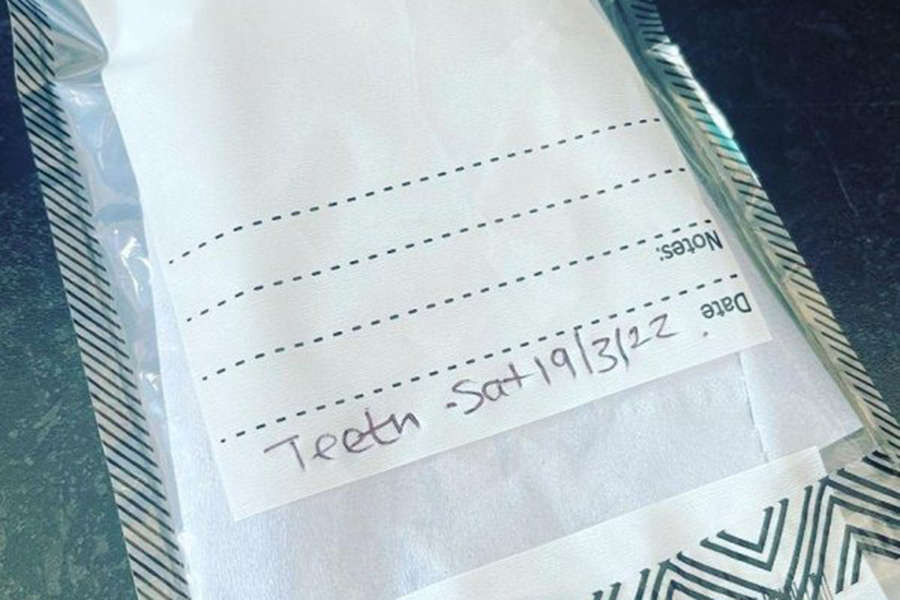 Notes:
Date
Teeth - Sat 19/3/22.